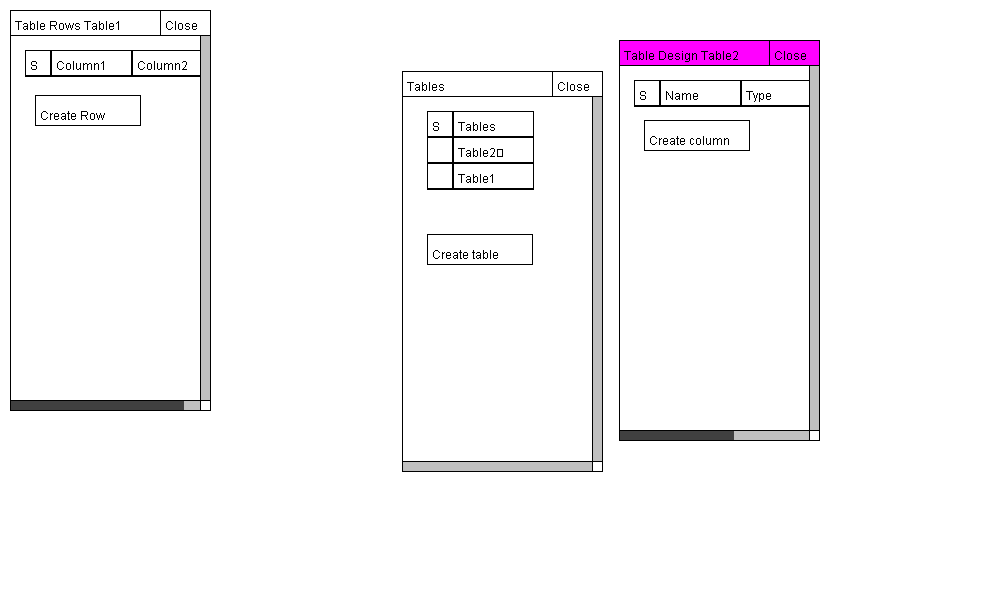 Table Rows Table1 Close
S Column1 Column2
Create Row
Tables Close
S Tables
Table2▯
Table1
Create table
Table Design Table2 Close
S Name Type
Create column